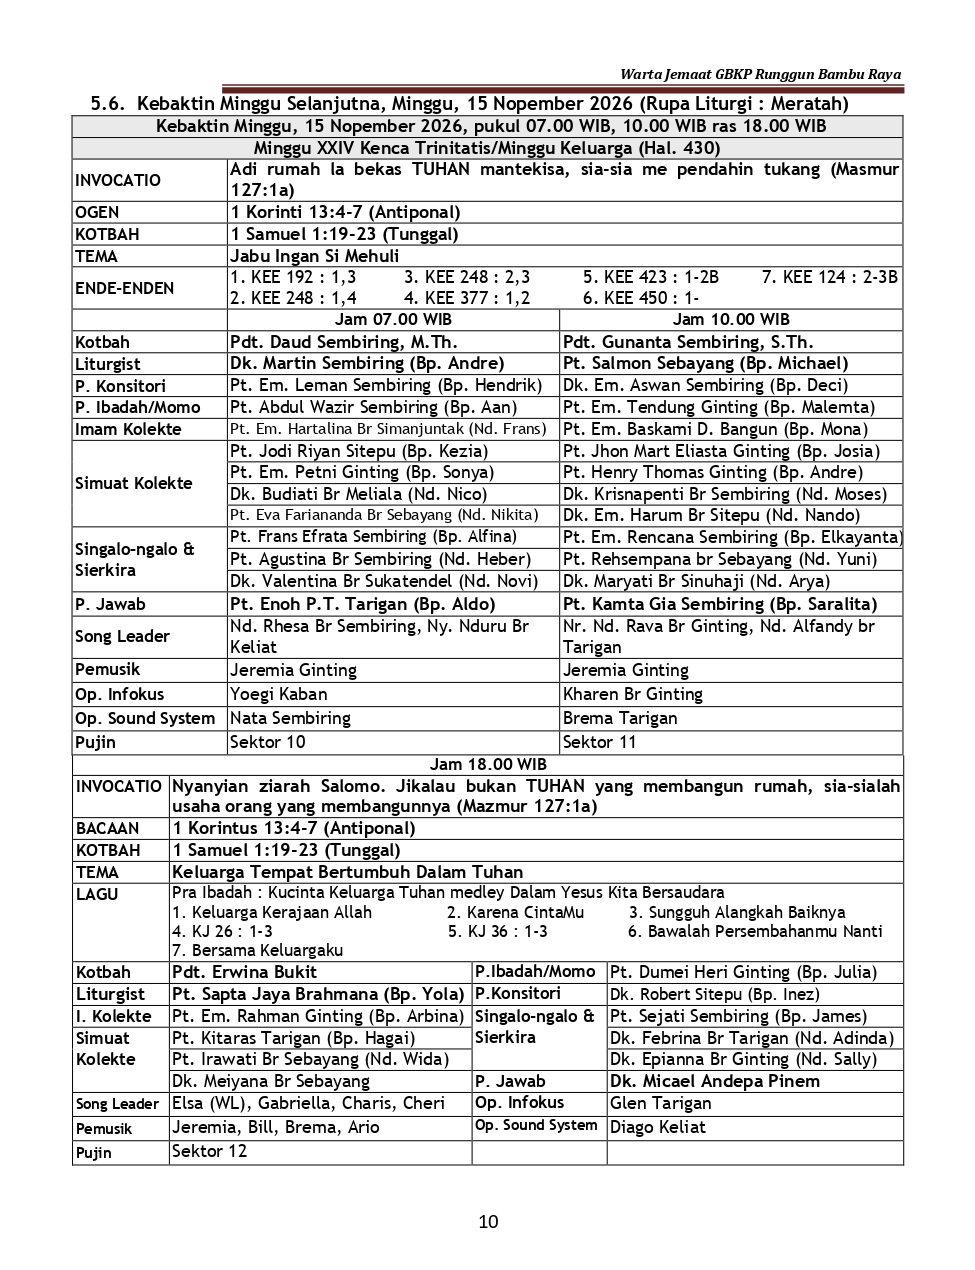 Warta Jemaat GBKP Runggun Bambu Raya
5.6. Kebaktin Minggu Selanjutna, Minggu, 15 Nopember 2026 (Rupa Liturgi : Meratah)
Kebaktin Minggu, 15 Nopember 2026, pukul 07.00 WIB, 10.00 WIB ras 18.00 WIB
Minggu XXIV Kenca Trinitatis/Minggu Keluarga (Hal. 430)
INVOCATIO Adi rumah la bekas TUHAN mantekisa, sia-sia me pendahin tukang (Masmur
127:1a)
OGEN 1 Korinti 13:4-7 (Antiponal)
KOTBAH 1 Samuel 1:19-23 (Tunggal)
TEMA Jabu Ingan Si Mehuli
ENDE-ENDEN 1. KEE 192 : 1,3 3. KEE 248 : 2,3 5. KEE 423 : 1-2B 7. KEE 124 : 2-3B
2. KEE 248 : 1,4 4. KEE 377 : 1,2 6. KEE 450 : 1-
Jam 07.00 WIB Jam 10.00 WIB
Kotbah Pdt. Daud Sembiring, M.Th. Pdt. Gunanta Sembiring, S.Th.
Liturgist Dk. Martin Sembiring (Bp. Andre) Pt. Salmon Sebayang (Bp. Michael)
P. Konsitori Pt. Em. Leman Sembiring (Bp. Hendrik) Dk. Em. Aswan Sembiring (Bp. Deci)
P. Ibadah/Momo Pt. Abdul Wazir Sembiring (Bp. Aan) Pt. Em. Tendung Ginting (Bp. Malemta)
Imam Kolekte Pt. Em. Hartalina Br Simanjuntak (Nd. Frans) Pt. Em. Baskami D. Bangun (Bp. Mona)
Simuat Kolekte Pt. Jodi Riyan Sitepu (Bp. Kezia) Pt. Jhon Mart Eliasta Ginting (Bp. Josia)
Pt. Em. Petni Ginting (Bp. Sonya) Pt. Henry Thomas Ginting (Bp. Andre)
Dk. Budiati Br Meliala (Nd. Nico) Dk. Krisnapenti Br Sembiring (Nd. Moses)
Pt. Eva Fariananda Br Sebayang (Nd. Nikita) Dk. Em. Harum Br Sitepu (Nd. Nando)
Singalo-ngalo & Pt. Frans Efrata Sembiring (Bp. Alfina) Pt. Em. Rencana Sembiring (Bp. Elkayanta)
Sierkira Pt. Agustina Br Sembiring (Nd. Heber) Pt. Rehsempana br Sebayang (Nd. Yuni)
Dk. Valentina Br Sukatendel (Nd. Novi) Dk. Maryati Br Sinuhaji (Nd. Arya)
P. Jawab Pt. Enoh P.T. Tarigan (Bp. Aldo) Pt. Kamta Gia Sembiring (Bp. Saralita)
Song Leader Nd. Rhesa Br Sembiring, Ny. Nduru Br Nr. Nd. Rava Br Ginting, Nd. Alfandy br
Keliat Tarigan
Pemusik Jeremia Ginting Jeremia Ginting
Op. Infokus Yoegi Kaban Kharen Br Ginting
Op. Sound System Nata Sembiring Brema Tarigan
Pujin Sektor 10 Sektor 11
Jam 18.00 WIB
INVOCATIO Nyanyian ziarah Salomo. Jikalau bukan TUHAN yang membangun rumah, sia-sialah
usaha orang yang membangunnya (Mazmur 127:1a)
BACAAN 1 Korintus 13:4-7 (Antiponal)
KOTBAH 1 Samuel 1:19-23 (Tunggal)
TEMA Keluarga Tempat Bertumbuh Dalam Tuhan
LAGU Pra Ibadah : Kucinta Keluarga Tuhan medley Dalam Yesus Kita Bersaudara
1. Keluarga Kerajaan Allah 2. Karena CintaMu 3. Sungguh Alangkah Baiknya
4. KJ 26 : 1-3 5. KJ 36 : 1-3 6. Bawalah Persembahanmu Nanti
7. Bersama Keluargaku
Kotbah Pdt. Erwina Bukit P.Ibadah/Momo Pt. Dumei Heri Ginting (Bp. Julia)
Liturgist Pt. Sapta Jaya Brahmana (Bp. Yola) P.Konsitori Dk. Robert Sitepu (Bp. Inez)
I. Kolekte Pt. Em. Rahman Ginting (Bp. Arbina) Singalo-ngalo & Pt. Sejati Sembiring (Bp. James)
Simuat Pt. Kitaras Tarigan (Bp. Hagai) Sierkira Dk. Febrina Br Tarigan (Nd. Adinda)
Kolekte Pt. Irawati Br Sebayang (Nd. Wida) Dk. Epianna Br Ginting (Nd. Sally)
Dk. Meiyana Br Sebayang P. Jawab Dk. Micael Andepa Pinem
Song Leader Elsa (WL), Gabriella, Charis, Cheri Op. Infokus Glen Tarigan
Pemusik Jeremia, Bill, Brema, Ario Op. Sound System Diago Keliat
Pujin Sektor 12
10